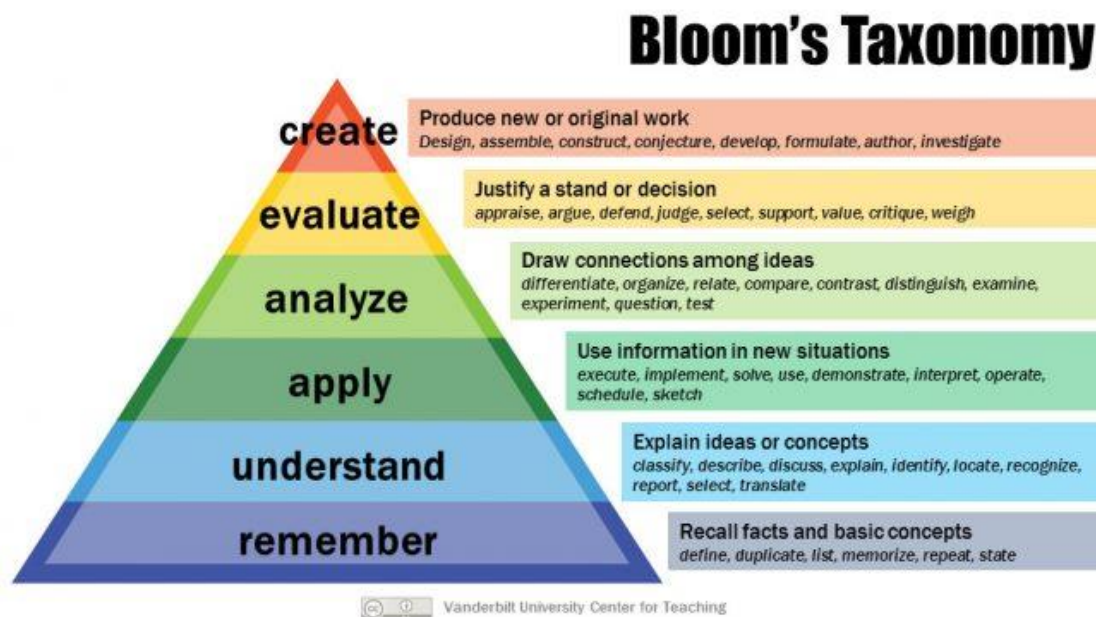 Bloom's Taxonomy
create
Produce new or original work
Design, assemble, construct, conjecture, develop, formulate, author, investigate
evaluate
Justify a stand or decision
appraise, argue, defend, judge, select, support, value, critique, weigh
analyze
Draw connections among ideas
differentiate, organize, relate, compare, contrast, distinguish, examine,
experiment, question, test
apply
Use information in new situations
execute, implement, solve, use, demonstrate, interpret, operate,
schedule, sketch
understand
Explain ideas or concepts
classify, describe, discuss, explain, identify, locate, recognize,
report, select, translate
remember
Recall facts and basic concepts
define, duplicate, list, memorize, repeat, state
cc
Vanderbilt University Center for Teaching